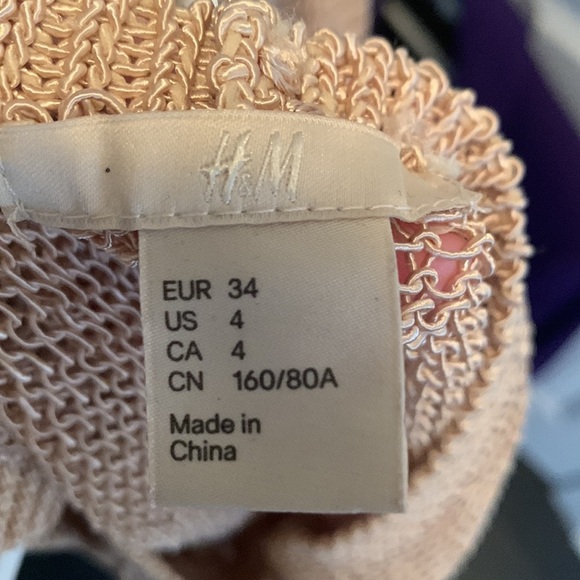 H&M
EUR 34
US 4
CA 4
CN 160/80A
Made in
China